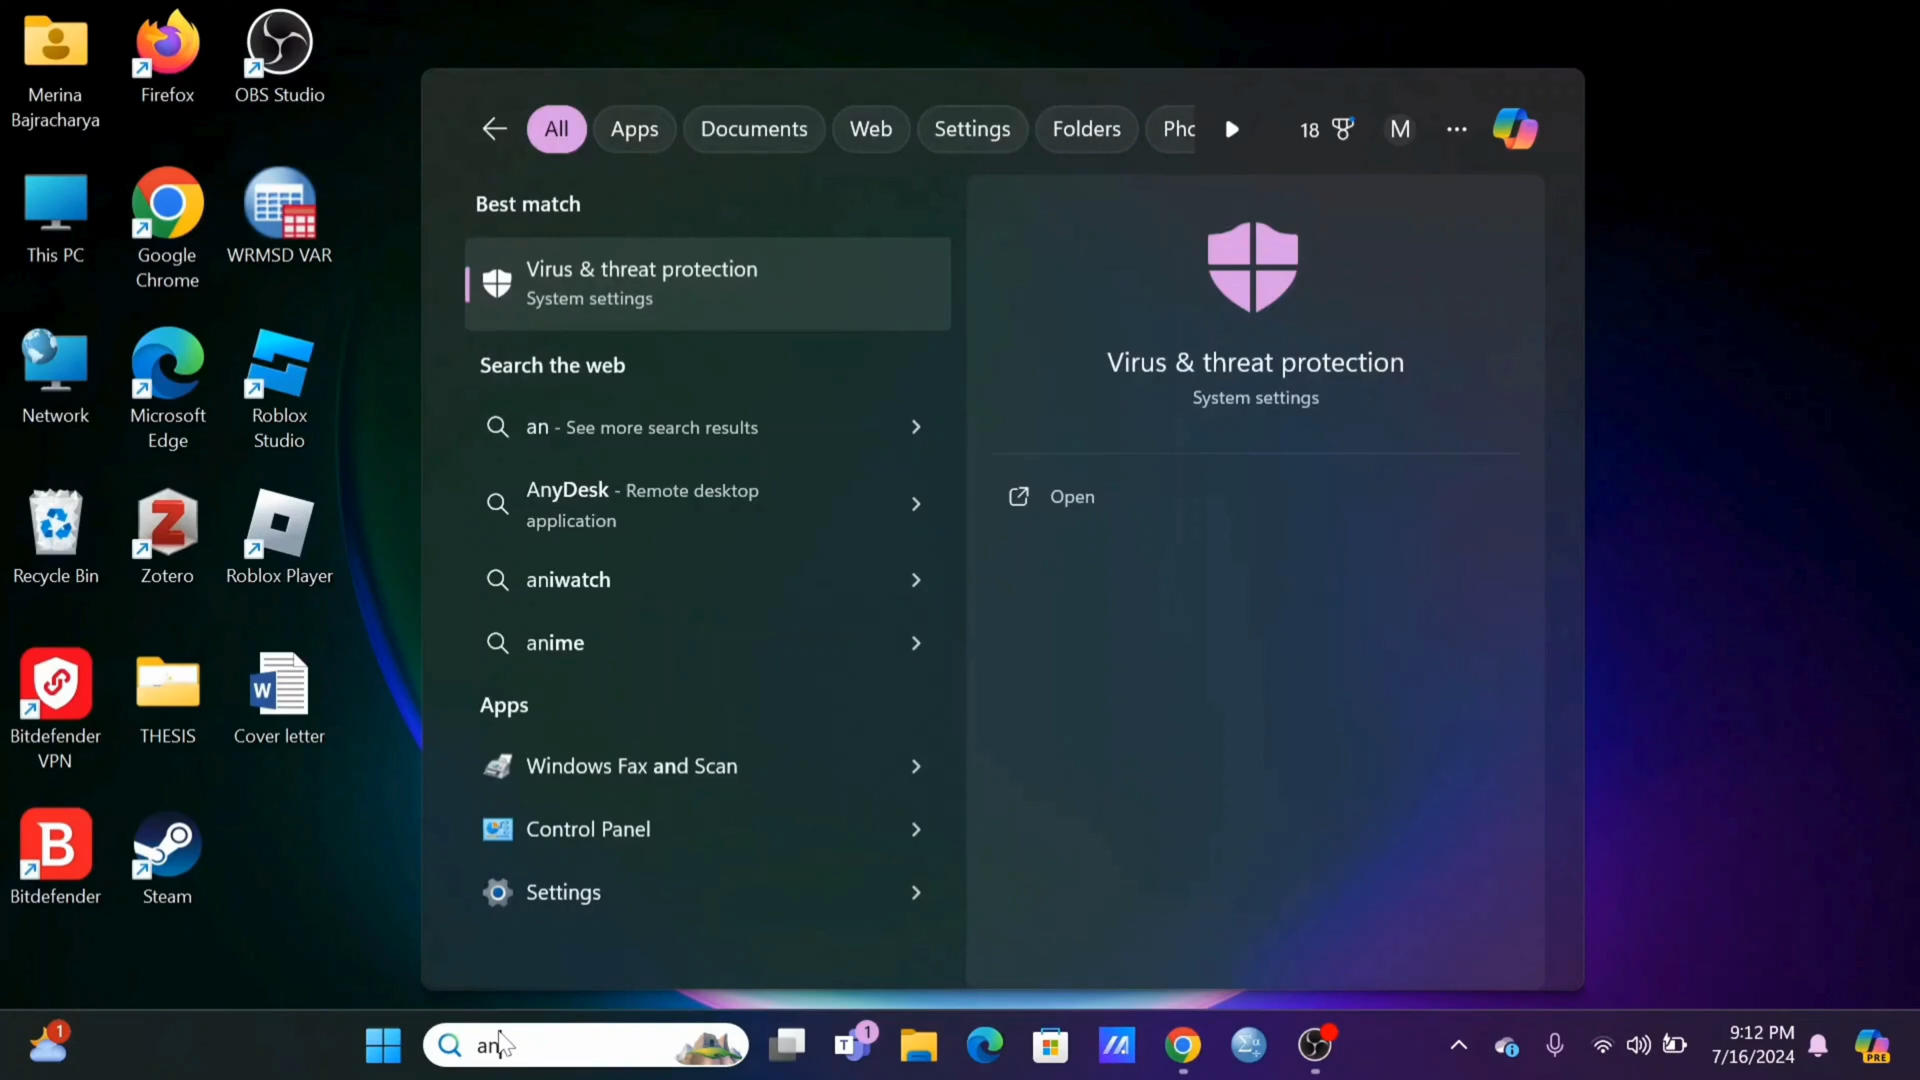 Merina
Bajracharya
Firefox
OBS Studio
This PC
Google
Chrome
WRMSD VAR
Network
Microsoft
Edge
Roblox
Studio
Recycle Bin
Zotero
Roblox Player
Bitdefender
VPN
THESIS
Cover letter
Bitdefender
Steam
All
Apps
Documents
Web
Settings
Folders
Pho
18
M
Best match
Virus & threat protection
System settings
Search the web
an - See more search results
AnyDesk - Remote desktop
application
aniwatch
anime
Apps
Windows Fax and Scan
Control Panel
Settings
Virus & threat protection
System settings
Open
1
an
1
9:12 PM
7/16/2024
PRE